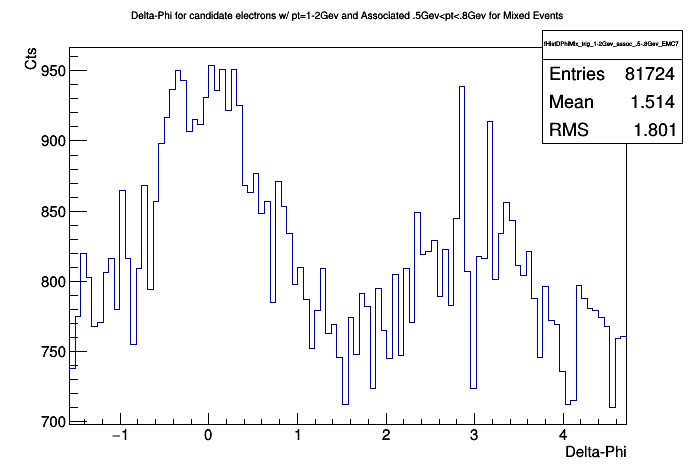 Delta-Phi for candidate electrons w/ pt=1-2Gev and Associated .5Gev<pt<.8Gev for Mixed Events
fHistDPhiMix_trig_1-2Gev_assoc_.5-.8Gev_EMC7
Entries 81724
Mean 1.514
RMS 1.801
Cts
950
900
850
800
750
700
−1 0 1 2 3 4
Delta-Phi